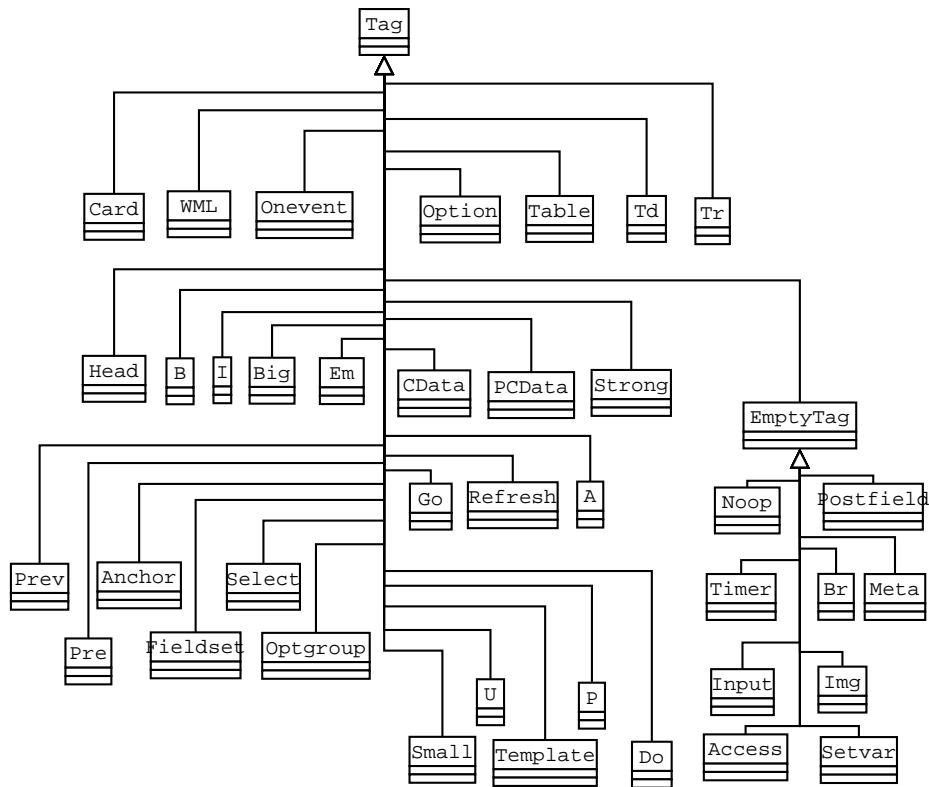 Tag
Card
WML
Onevent
Option
Table
Td
Tr
Head
B
I
Big
Em
CData
PCData
Strong
EmptyTag
Go
Refresh
A
Noop
Postfield
Prev
Anchor
Select
Timer
Br
Meta
Pre
Fieldset
Optgroup
U
P
Input
Img
Small
Template
Do
Access
Setvar